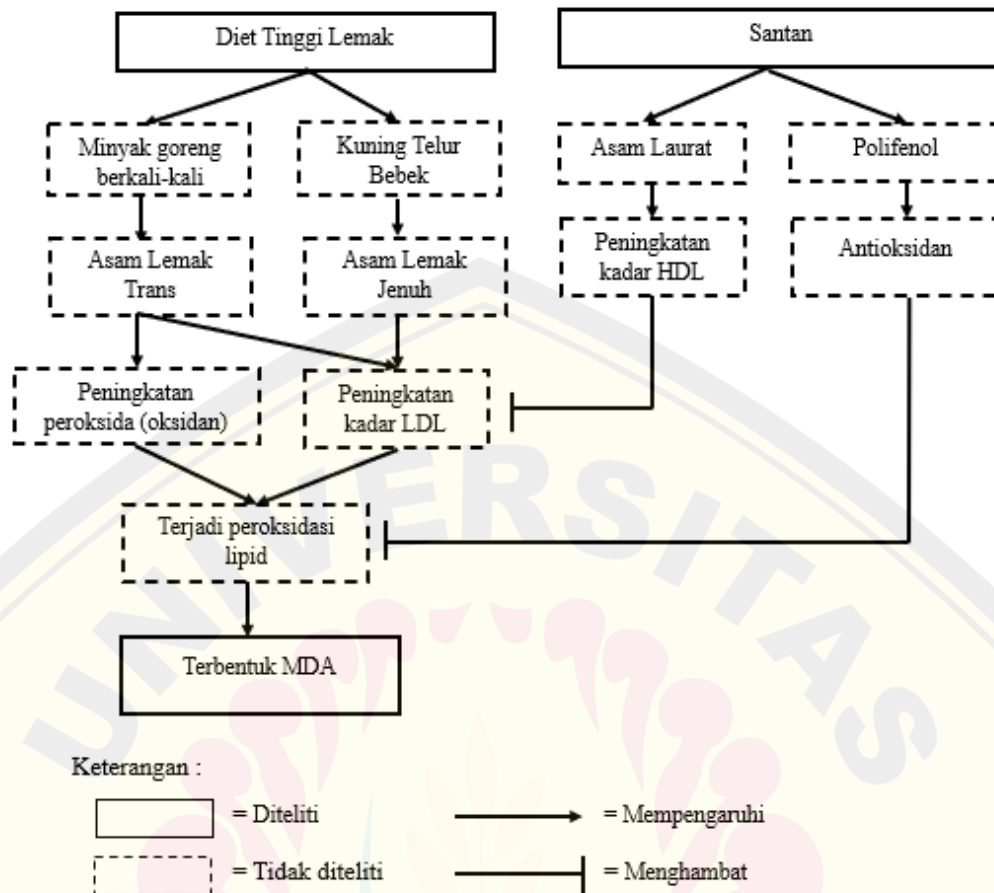 Diet Tinggi Lemak
Santan
Minyak goreng
berkali-kali
Kuning Telur
Bebek
Asam Laurat
Polifenol
Asam Lemak
Trans
Asam Lemak
Jenuh
Peningkatan
kadar HDL
Antioksidan
Peningkatan
peroksida (oksidan)
Peningkatan
kadar LDL
Terjadi peroksidasi
lipid
Terbentuk MDA
UNIVERSITAS
Keterangan :
= Diteliti
= Mempengaruhi
= Tidak diteliti
= Menghambat